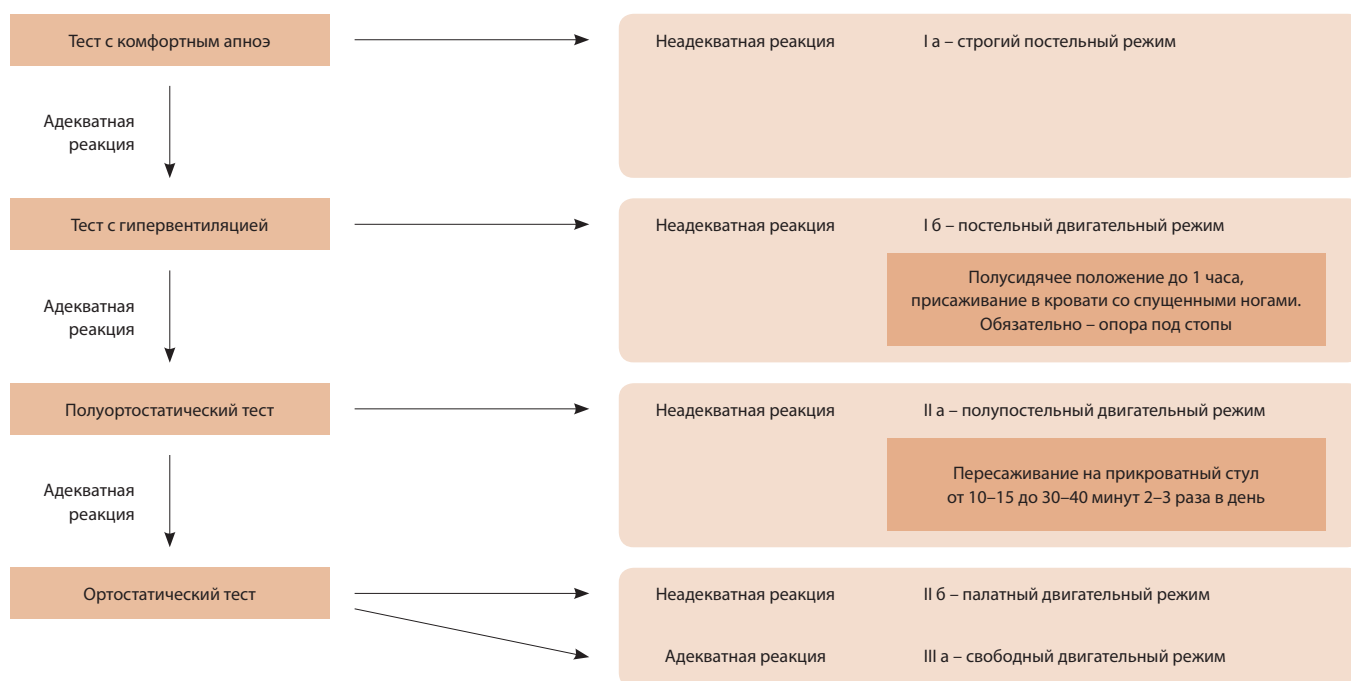 Тест с комфортным апноэ
Неадекватная реакция
I а – строгий постельный режим
Адекватная
реакция
Тест с гипервентиляцией
Неадекватная реакция
I б – постельный двигательный режим
Полусидячее положение до 1 часа,
присаживание в кровати со спущенными ногами.
Обязательно – опора под стопы
Адекватная
реакция
Полуортостатический тест
Неадекватная реакция
II а – полупостельный двигательный режим
Пересаживание на прикроватный стул
от 10–15 до 30–40 минут 2–3 раза в день
Адекватная
реакция
Ортостатический тест
Неадекватная реакция
II б – палатный двигательный режим
Адекватная реакция
III а – свободный двигательный режим